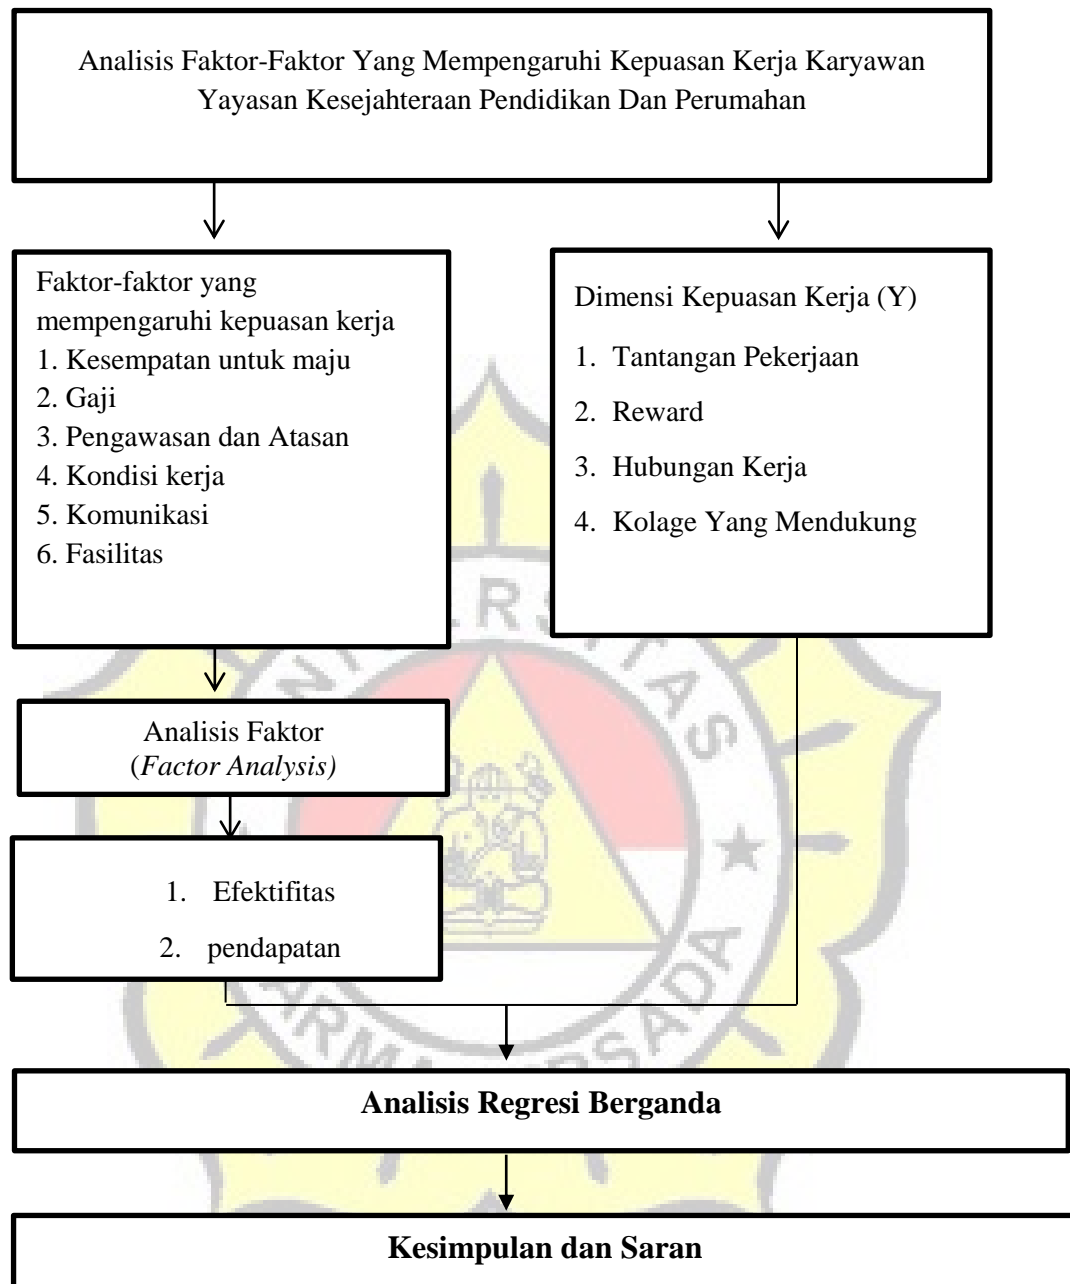 Analisis Faktor-Faktor Yang Mempengaruhi Kepuasan Kerja Karyawan
Yayasan Kesejahteraan Pendidikan Dan Perumahan
Faktor-faktor yang
mempengaruhi kepuasan kerja
1. Kesempatan untuk maju
2. Gaji
3. Pengawasan dan Atasan
4. Kondisi kerja
5. Komunikasi
6. Fasilitas
Dimensi Kepuasan Kerja (Y)
1. Tantangan Pekerjaan
2. Reward
3. Hubungan Kerja
4. Kolage Yang Mendukung
Analisis Faktor
(Factor Analysis)
1. Efektifitas
2. pendapatan
Analisis Regresi Berganda
Kesimpulan dan Saran